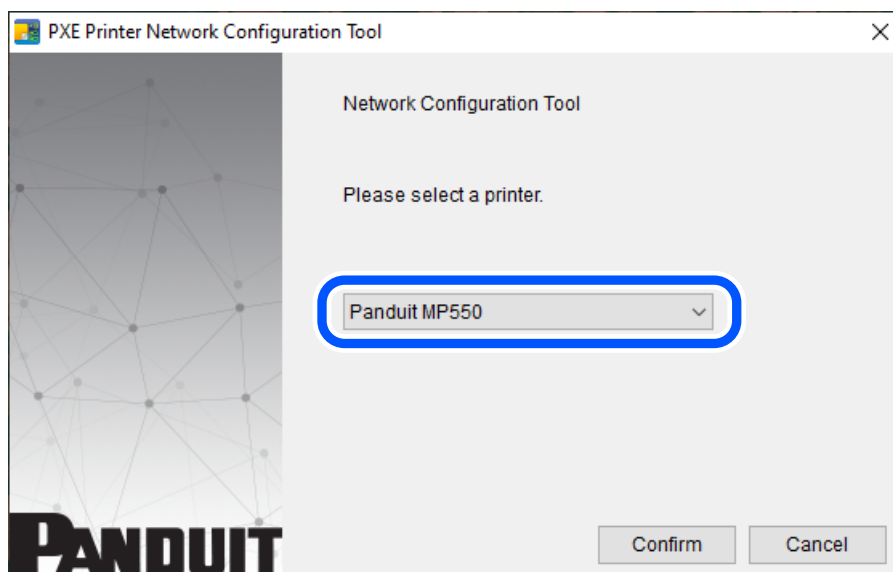 PXE Printer Network Configuration Tool
Network Configuration Tool
Please select a printer.
Panduit MP550
PANDUIT
Confirm Cancel